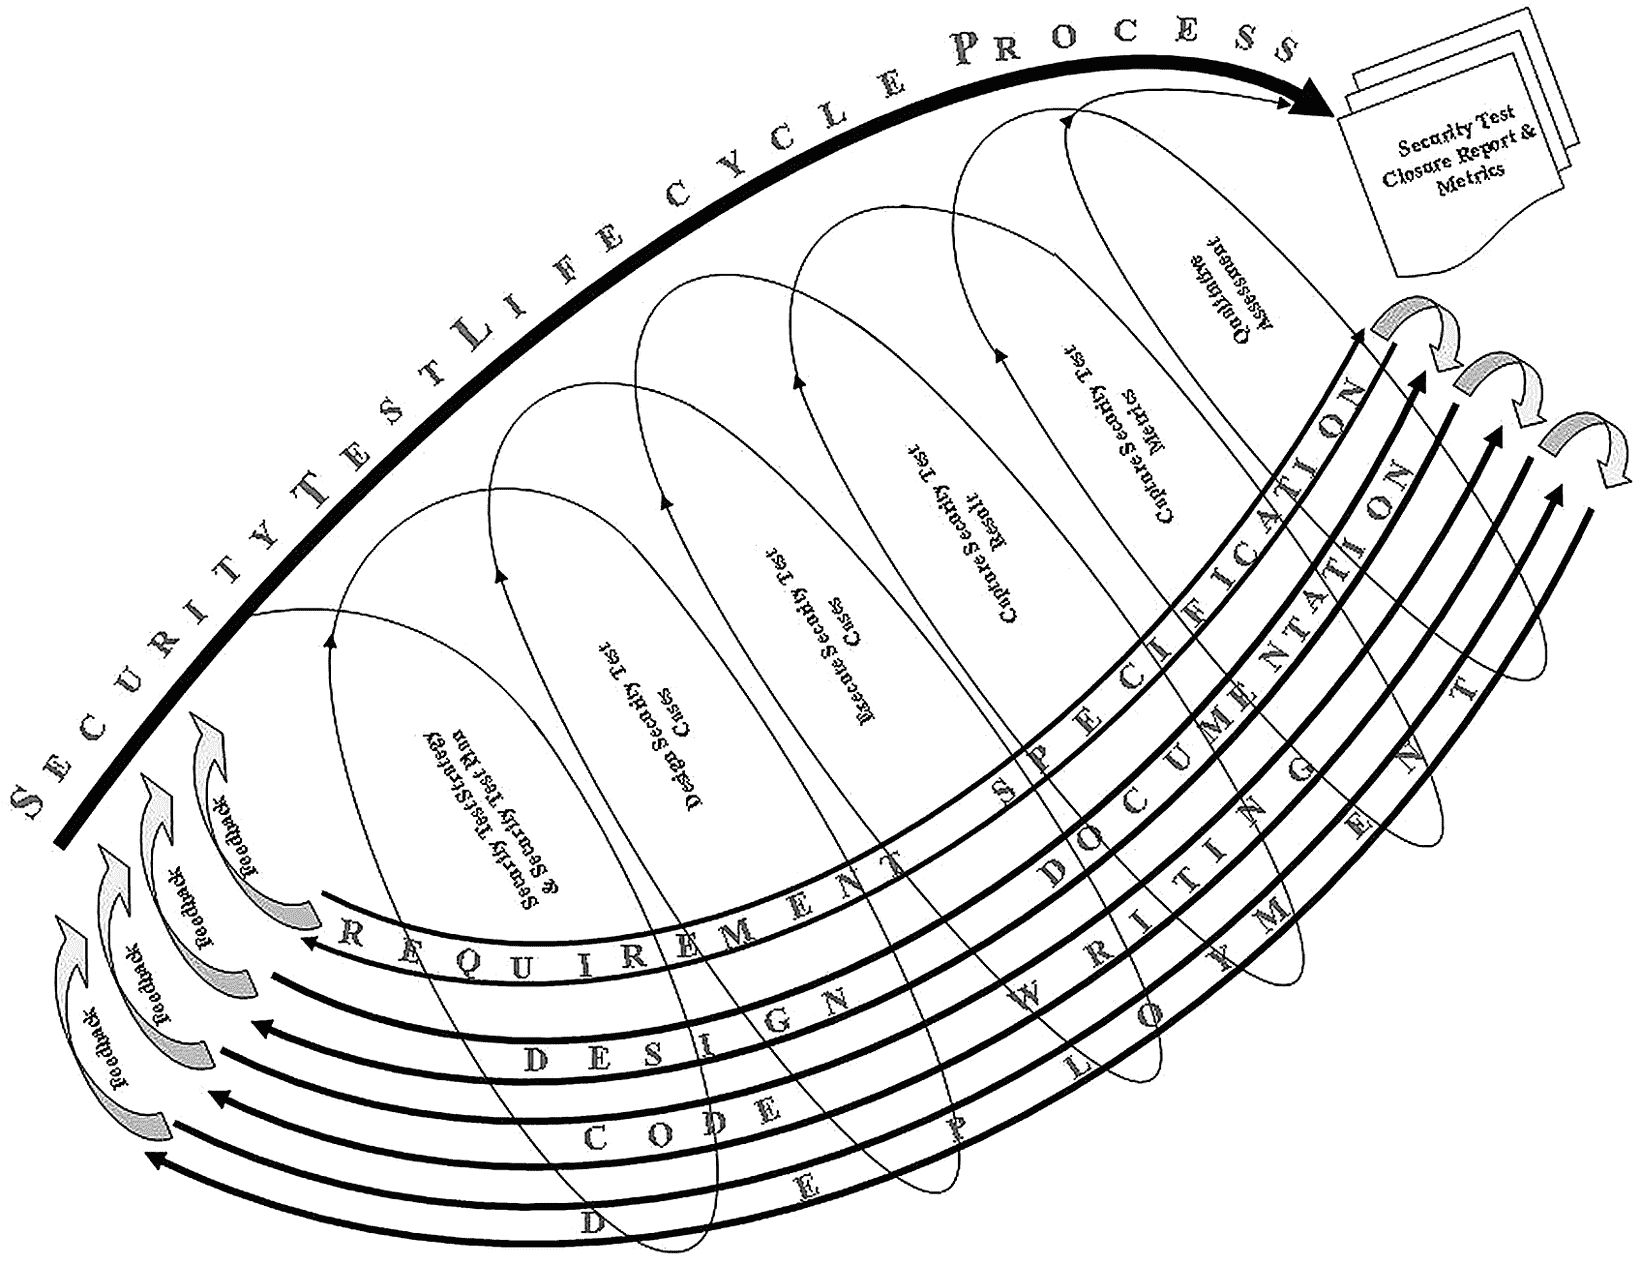 SECURITY TEST LIFE CYCLE PROCESS
Security Test
Closure Report &
Metrics
Qualititive
Assessment
Capture Security Test
Metrics
Capture Security Test
Result
Execute Security Test
Cases
Design Security Test
Cases
Security Test Strategy
& Security Test Plan
Feedback
Feedback
Feedback
Feedback
REQUIREMENT SPECIFICATION
DESIGN DOCUMENTATION
CODE WRITING
DEPLOYMENT